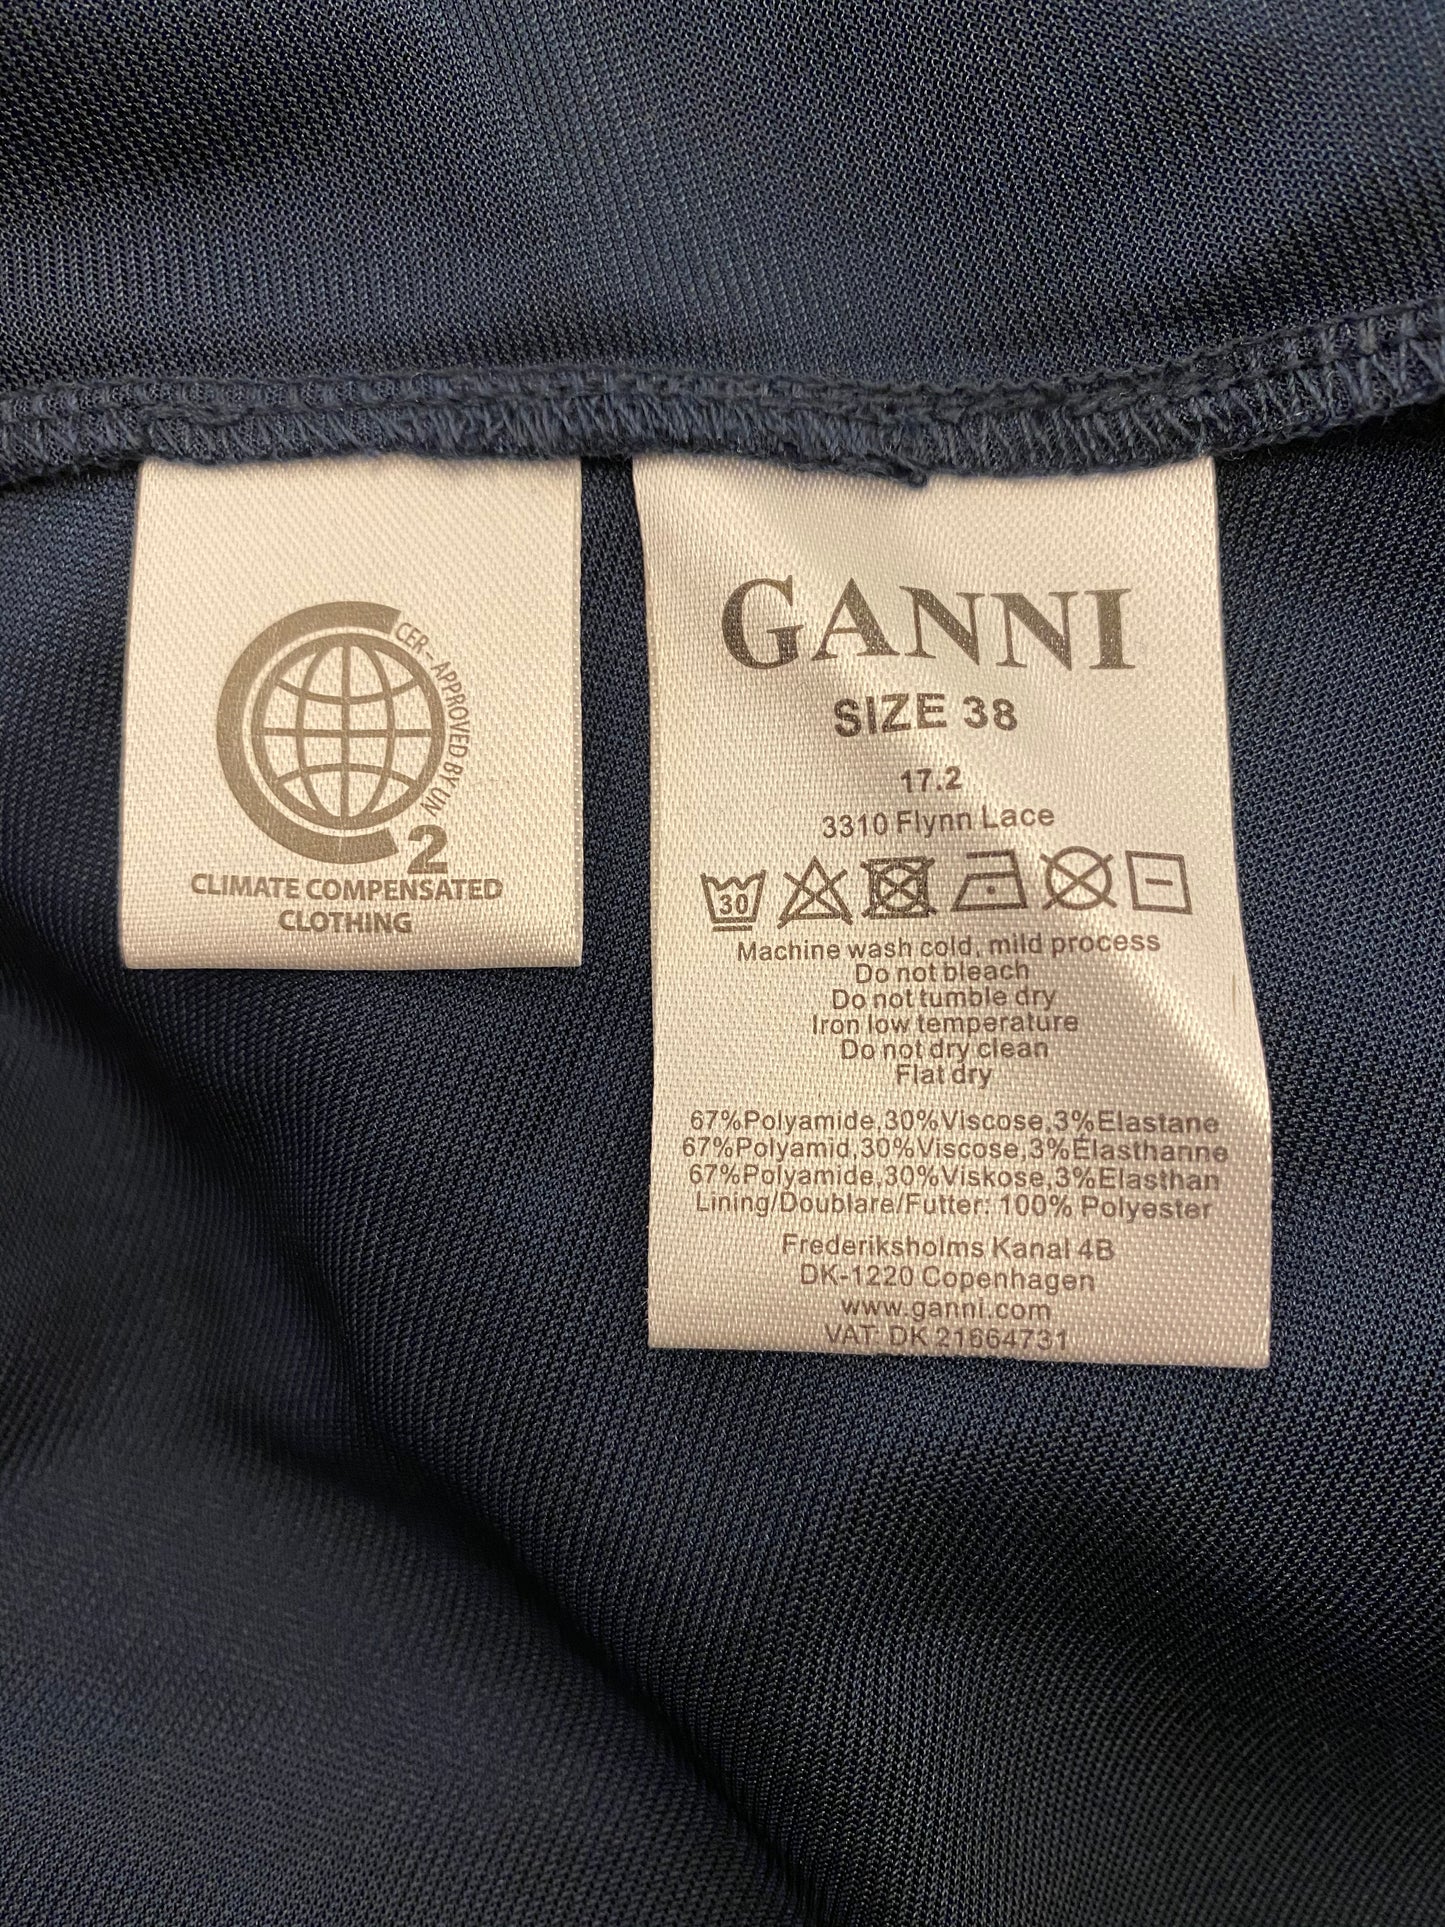 CER-APPROVED BY UN
2
CLIMATE COMPENSATED
CLOTHING
GANNI
SIZE 38
17.2
3310 Flynn Lace
30
Machine wash cold, mild process
Do not bleach
Do not tumble dry
Iron low temperature
Do not dry clean
Flat dry
67%Polyamide,30%Viscose,3%Elastane
67%Polyamid,30%Viscose,3%Élasthanne
67%Polyamide,30%Viskose,3%Elasthan
Lining/Doublare/Futter: 100% Polyester
Frederiksholms Kanal 4B
DK-1220 Copenhagen
www.ganni.com
VAT: DK 21664731